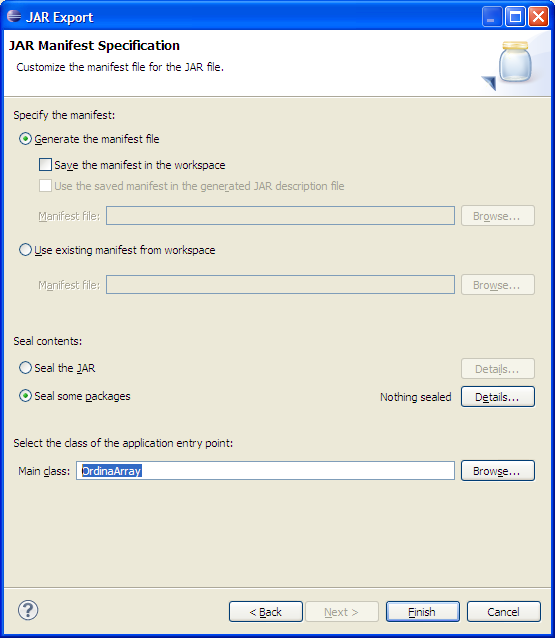 JAR Export
JAR Manifest Specification
Customize the manifest file for the JAR file.
Specify the manifest:
Generate the manifest file
Save the manifest in the workspace
Use the saved manifest in the generated JAR description file
Manifest file: Browse...
Use existing manifest from workspace
Manifest file: Browse...
Seal contents:
Seal the JAR Details...
Seal some packages Nothing sealed Details...
Select the class of the application entry point:
Main class: OrdinaArray Browse...
? < Back Next > Finish Cancel